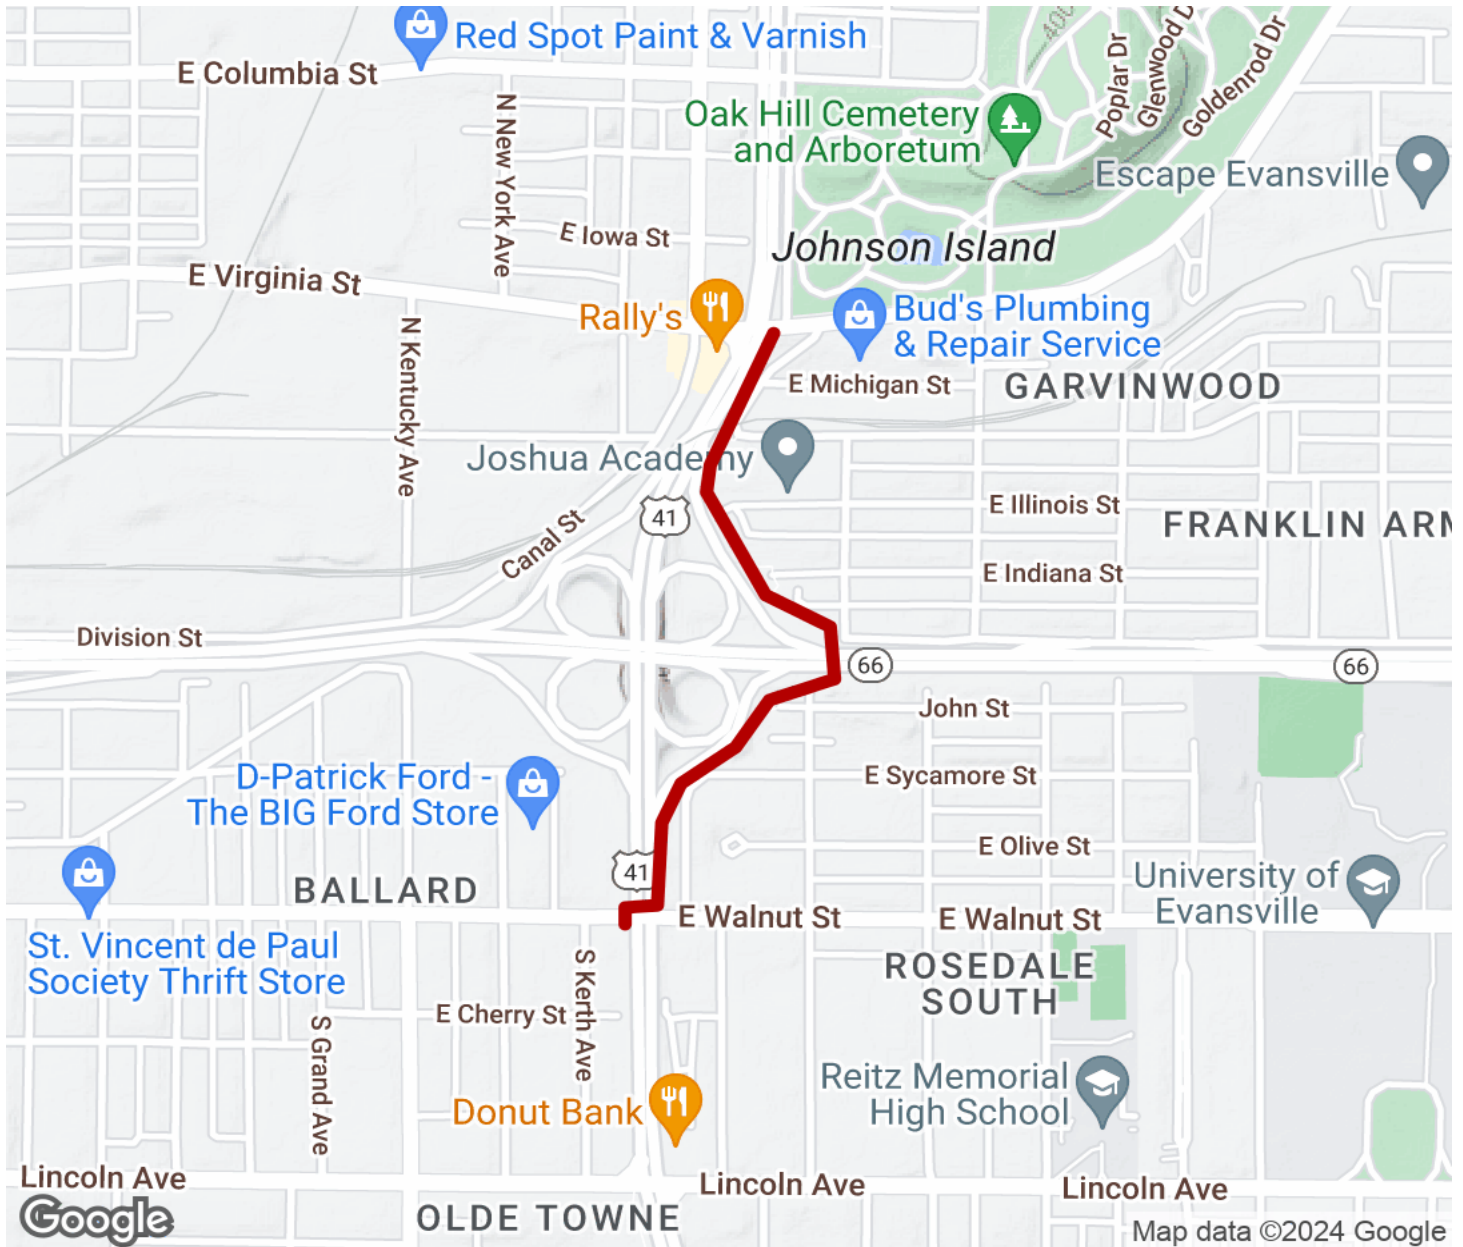 Red Spot Paint & Varnish
E Columbia St
N New York Ave
400
Poplar Dr
Glenwood D
Goldenrod Dr
Oak Hill Cemetery
and Arboretum
Escape Evansville
E Iowa St
Johnson Island
E Virginia St
Rally's
Bud's Plumbing
& Repair Service
N Kentucky Ave
E Michigan St
GARVINWOOD
Joshua Academy
E Illinois St
41
FRANKLIN ARM
Canal St
E Indiana St
Division St
66
66
John St
D-Patrick Ford -
The BIG Ford Store
E Sycamore St
E Olive St
41
University of
Evansville
BALLARD
E Walnut St
E Walnut St
St. Vincent de Paul
Society Thrift Store
S Kerth Ave
ROSEDALE
SOUTH
E Cherry St
S Grand Ave
Reitz Memorial
High School
Donut Bank
Lincoln Ave
Lincoln Ave
Lincoln Ave
Google
OLDE TOWNE
Map data ©2024 Google